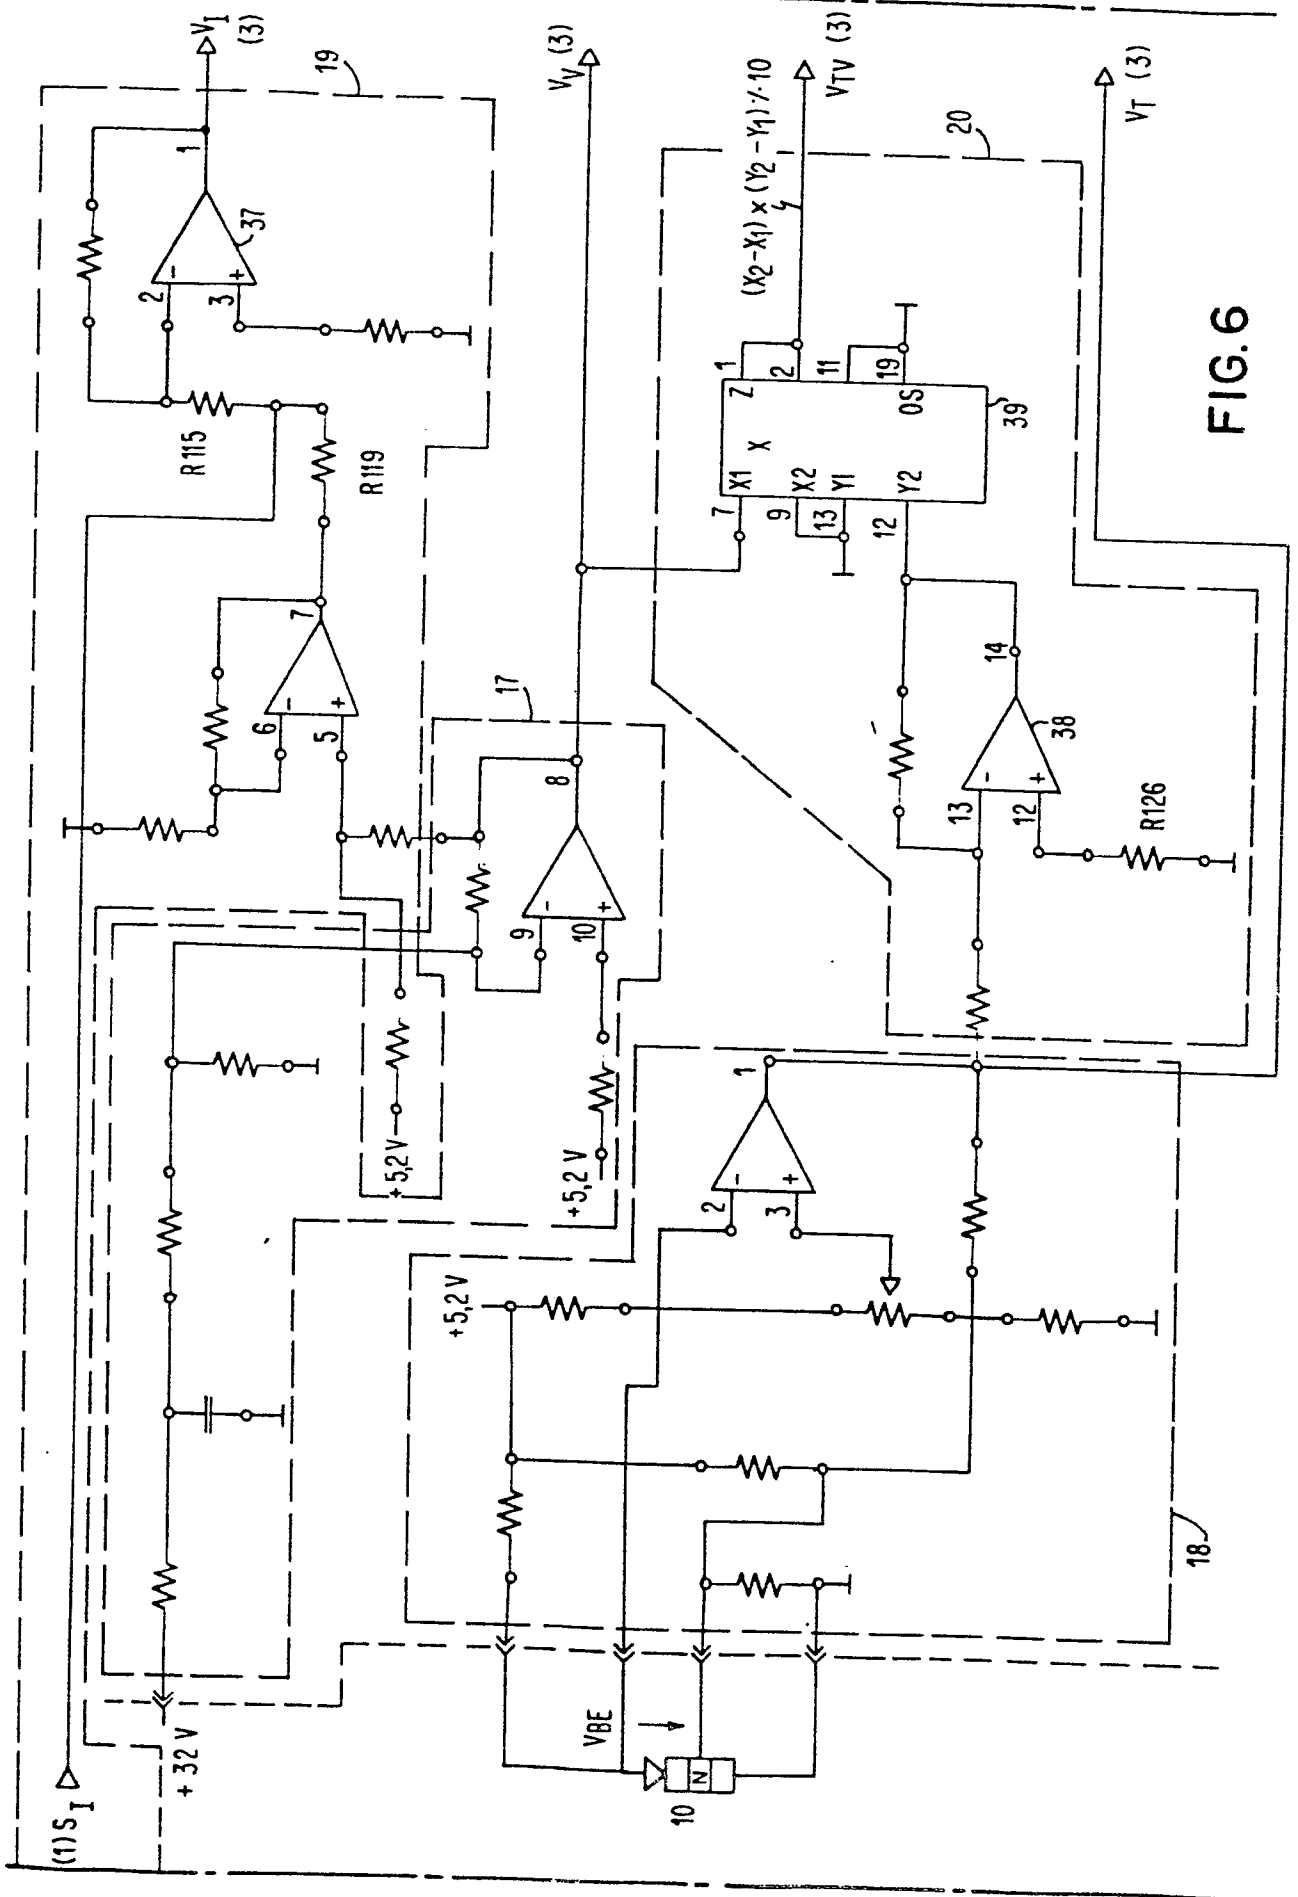 (1) S I
+32 V
19
1
37
2
3
V I
(3)
R115
R119
7
6
5
+5,2 V
17
8
9
10
+5,2 V
V V (3)
20
(X2-X1) x (Y2-Y1) ٪ 10
VTV (3)
1
2
11
19
Z
X
OS
X1
X2
Y1
Y2
39
7
9
13
12
14
38
13
12
R126
VT (3)
1
2
3
+5,2 V
18
VBE
N
10
FIG. 6